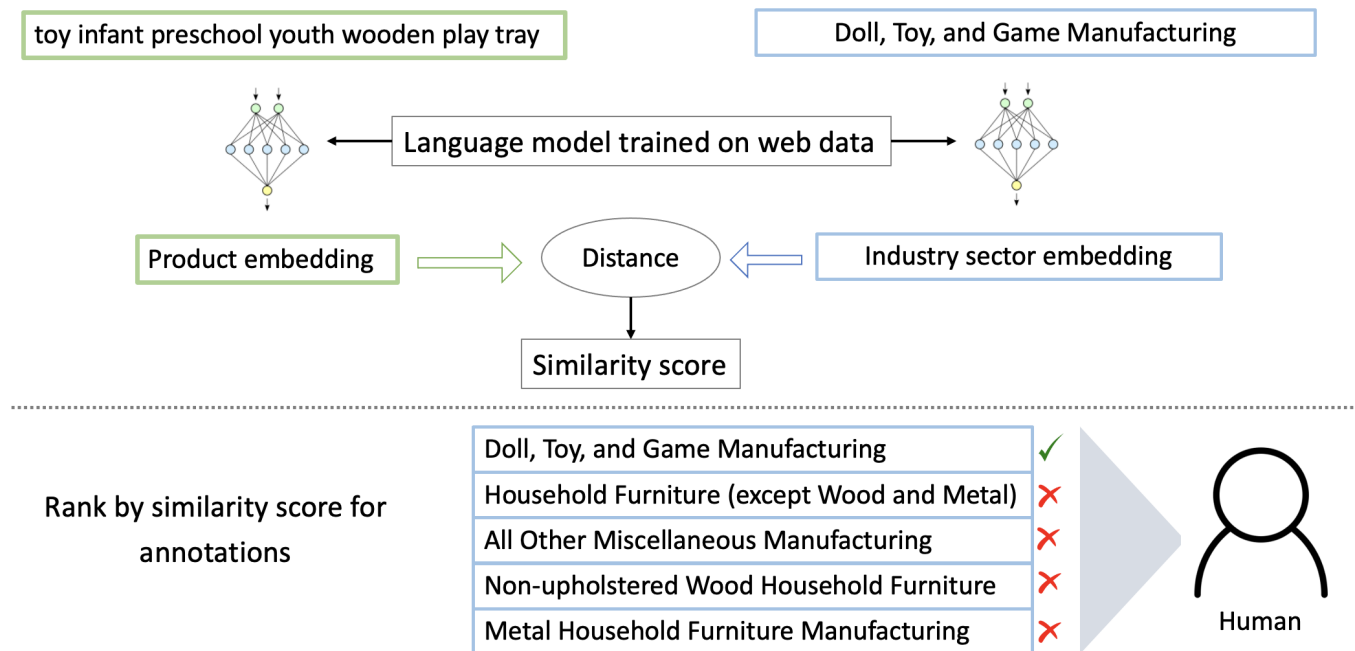 toy infant preschool youth wooden play tray
Doll, Toy, and Game Manufacturing
Language model trained on web data
Product embedding
Distance
Industry sector embedding
Similarity score
Rank by similarity score for
annotations
Doll, Toy, and Game Manufacturing
Household Furniture (except Wood and Metal)
All Other Miscellaneous Manufacturing
Non-upholstered Wood Household Furniture
Metal Household Furniture Manufacturing
Human